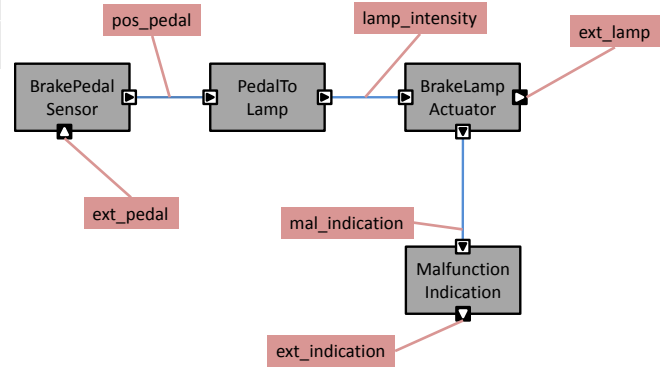 pos_pedal
lamp_intensity
ext_lamp
BrakePedal
Sensor
PedalTo
Lamp
BrakeLamp
Actuator
ext_pedal
mal_indication
Malfunction
Indication
ext_indication